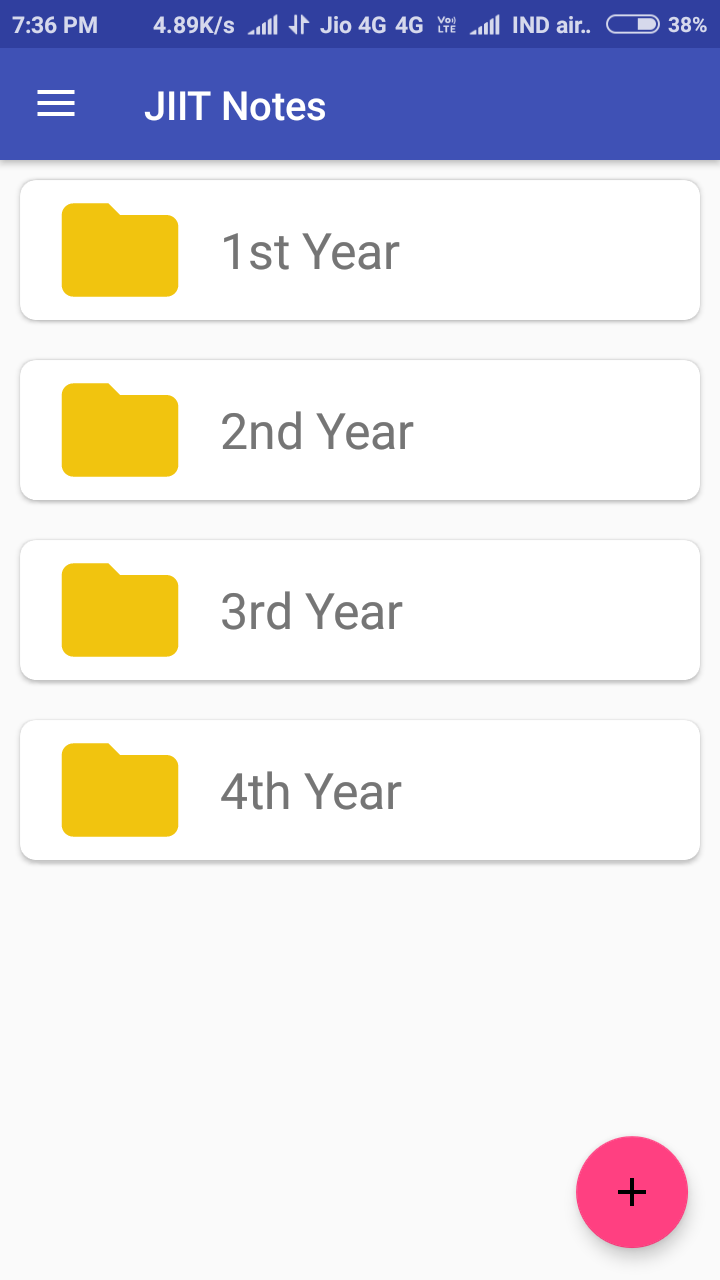 7:36 PM 4.89K/s Jio 4G 4G Vo)) LTE IND air.. 38%
JIIT Notes
1st Year
2nd Year
3rd Year
4th Year
+